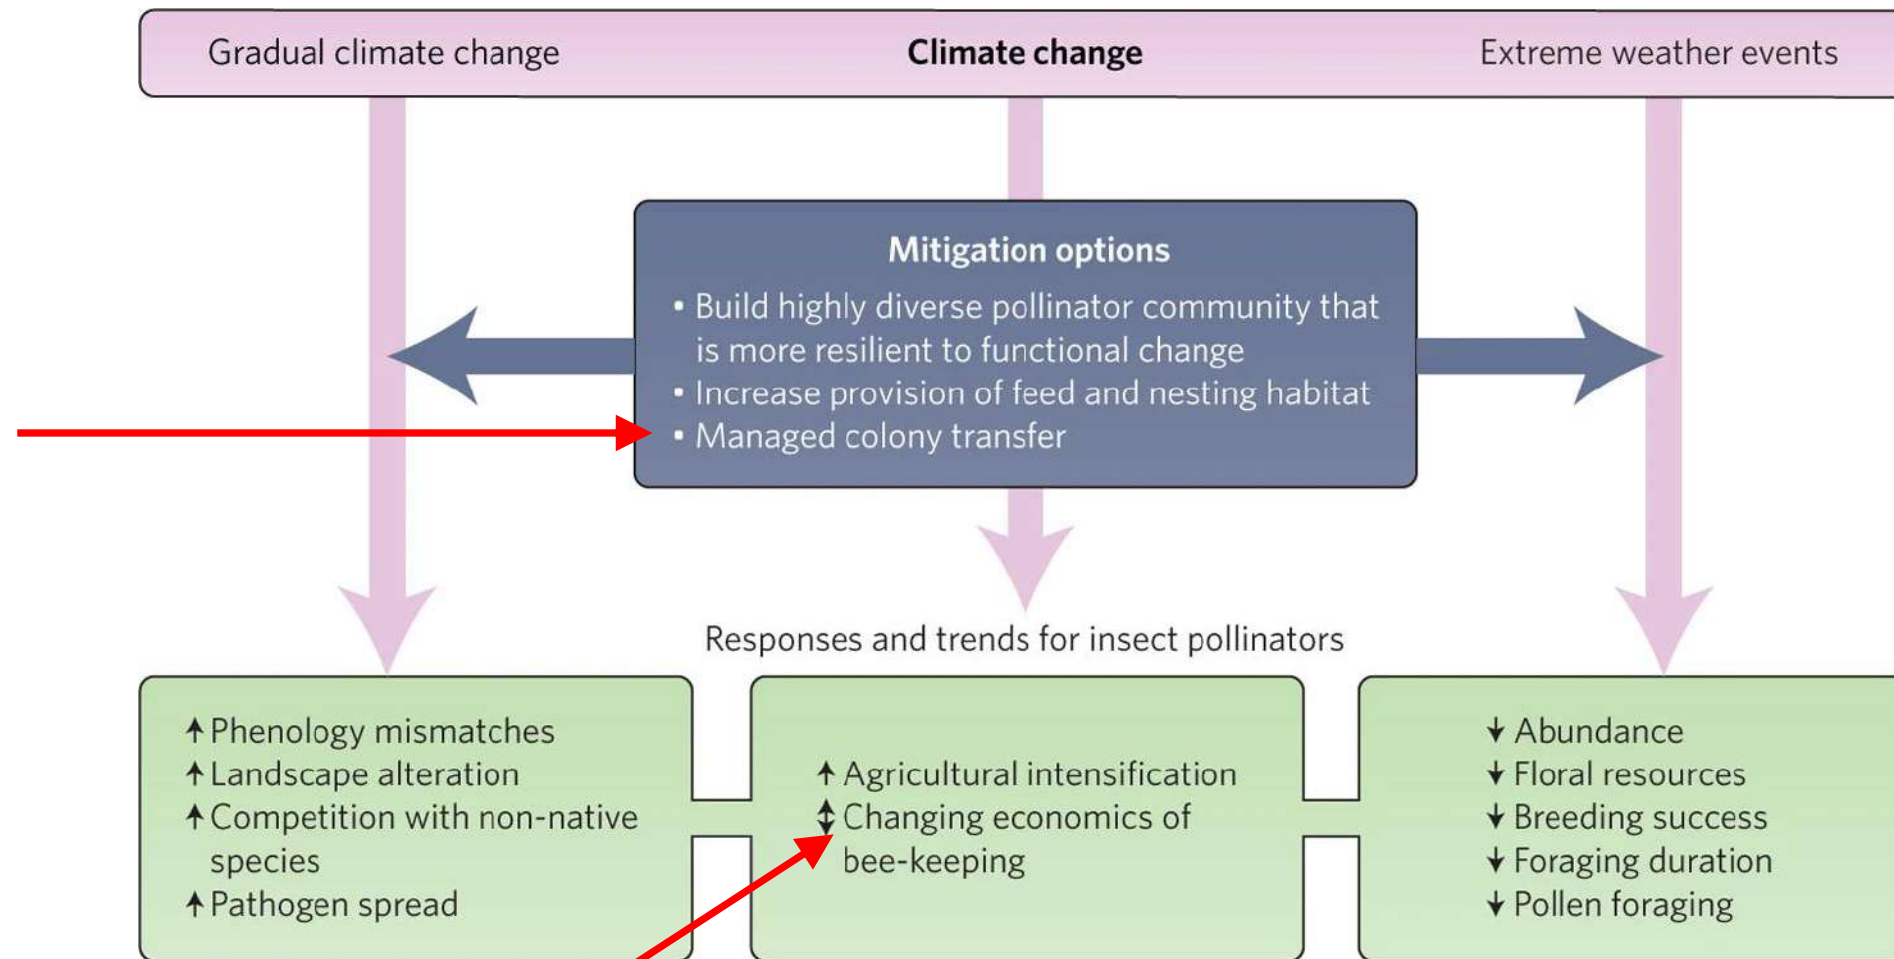 Gradual climate change
Climate change
Extreme weather events
Mitigation options
• Build highly diverse pollinator community that
is more resilient to functional change
• Increase provision of feed and nesting habitat
• Managed colony transfer
Responses and trends for insect pollinators
↑ Phenology mismatches
↑ Landscape alteration
↑ Competition with non-native
species
↑ Pathogen spread
↑ Agricultural intensification
↕ Changing economics of
bee-keeping
↓ Abundance
↓ Floral resources
↓ Breeding success
↓ Foraging duration
↓ Pollen foraging